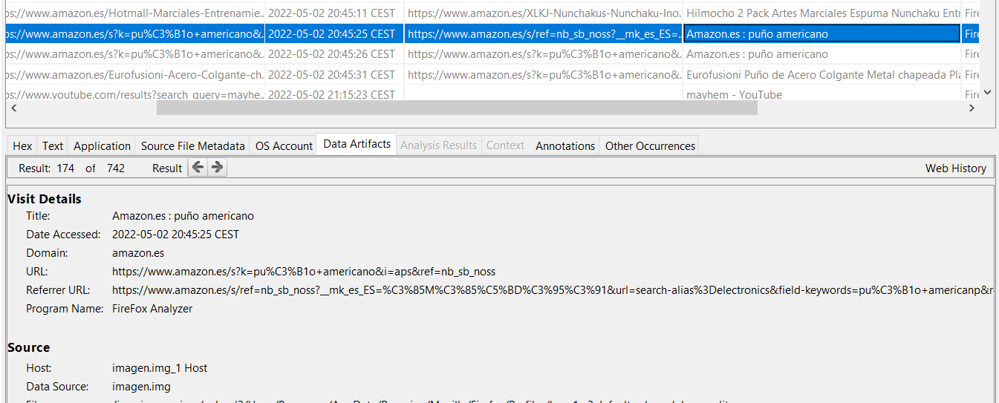 ps://www.amazon.es/Hotmall-Marciales-Entrenamie... 2022-05-02 20:45:11 CEST https://www.amazon.es/XLKJ-Nunchakus-Nunchaku-Ino... Hilmocho 2 Pack Artes Marciales Espuma Nunchaku Entr
ps://www.amazon.es/s?k=pu%C3%B1o+americano&... 2022-05-02 20:45:25 CEST https://www.amazon.es/s/ref=nb_sb_noss?__mk_es_ES=... Amazon.es : puño americano Fire
ps://www.amazon.es/s?k=pu%C3%B1o+americano&... 2022-05-02 20:45:26 CEST https://www.amazon.es/s?k=pu%C3%B1o+americano&... Amazon.es : puño americano Fire
ps://www.amazon.es/Eurofusioni-Acero-Colgante-ch... 2022-05-02 20:45:31 CEST https://www.amazon.es/s?k=pu%C3%B1o+americano&... Eurofusioni Puño de Acero Colgante Metal chapeada Pla Fire
ps://www.youtube.com/results?search_query=mayhe... 2022-05-02 21:15:23 CEST mayhem - YouTube Fire
Hex Text Application Source File Metadata OS Account Data Artifacts Analysis Results Context Annotations Other Occurrences
Result: 174 of 742 Result Web History
Visit Details
Title: Amazon.es : puño americano
Date Accessed: 2022-05-02 20:45:25 CEST
Domain: amazon.es
URL: https://www.amazon.es/s?k=pu%C3%B1o+americano&i=aps&ref=nb_sb_noss
Referrer URL: https://www.amazon.es/s/ref=nb_sb_noss?__mk_es_ES=%C3%85M%C3%85%C5%BD%C3%95%C3%91&url=search-alias%3Delectronics&field-keywords=pu%C3%B1o+americanp&r
Program Name: FireFox Analyzer
Source
Host: imagen.img_1 Host
Data Source: imagen.img